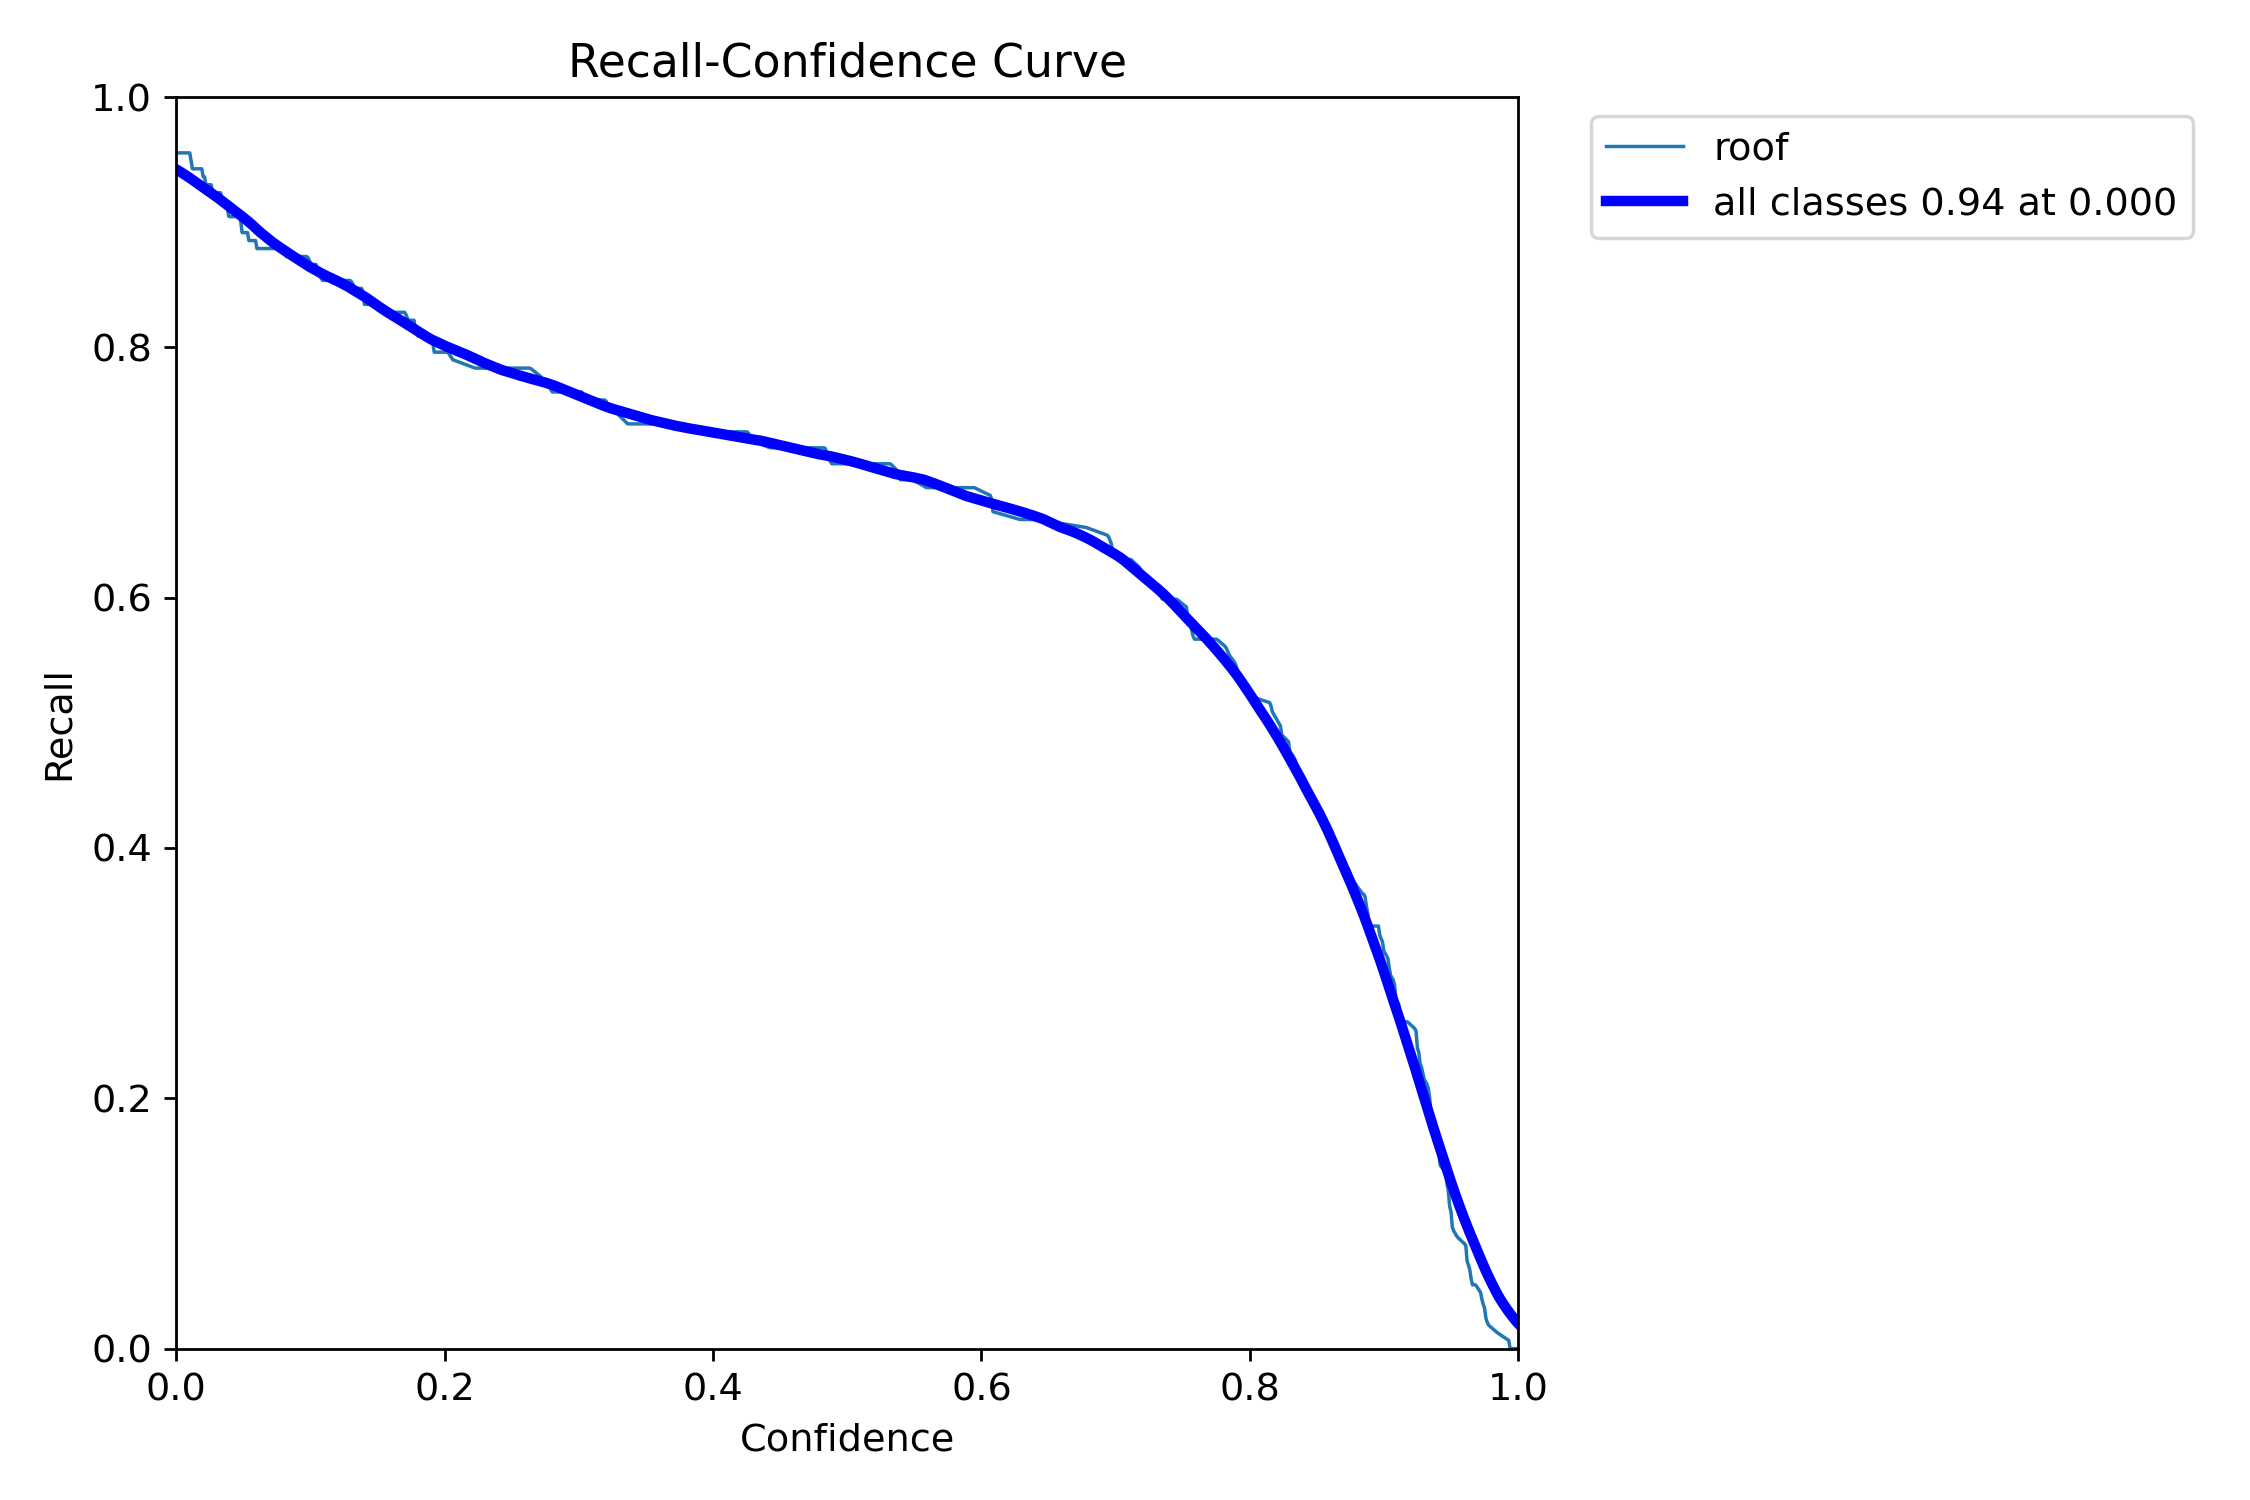 Recall-Confidence Curve
1.0
0.8
0.6
0.4
0.2
0.0
Recall
0.0 0.2 0.4 0.6 0.8 1.0
Confidence
roof
all classes 0.94 at 0.000